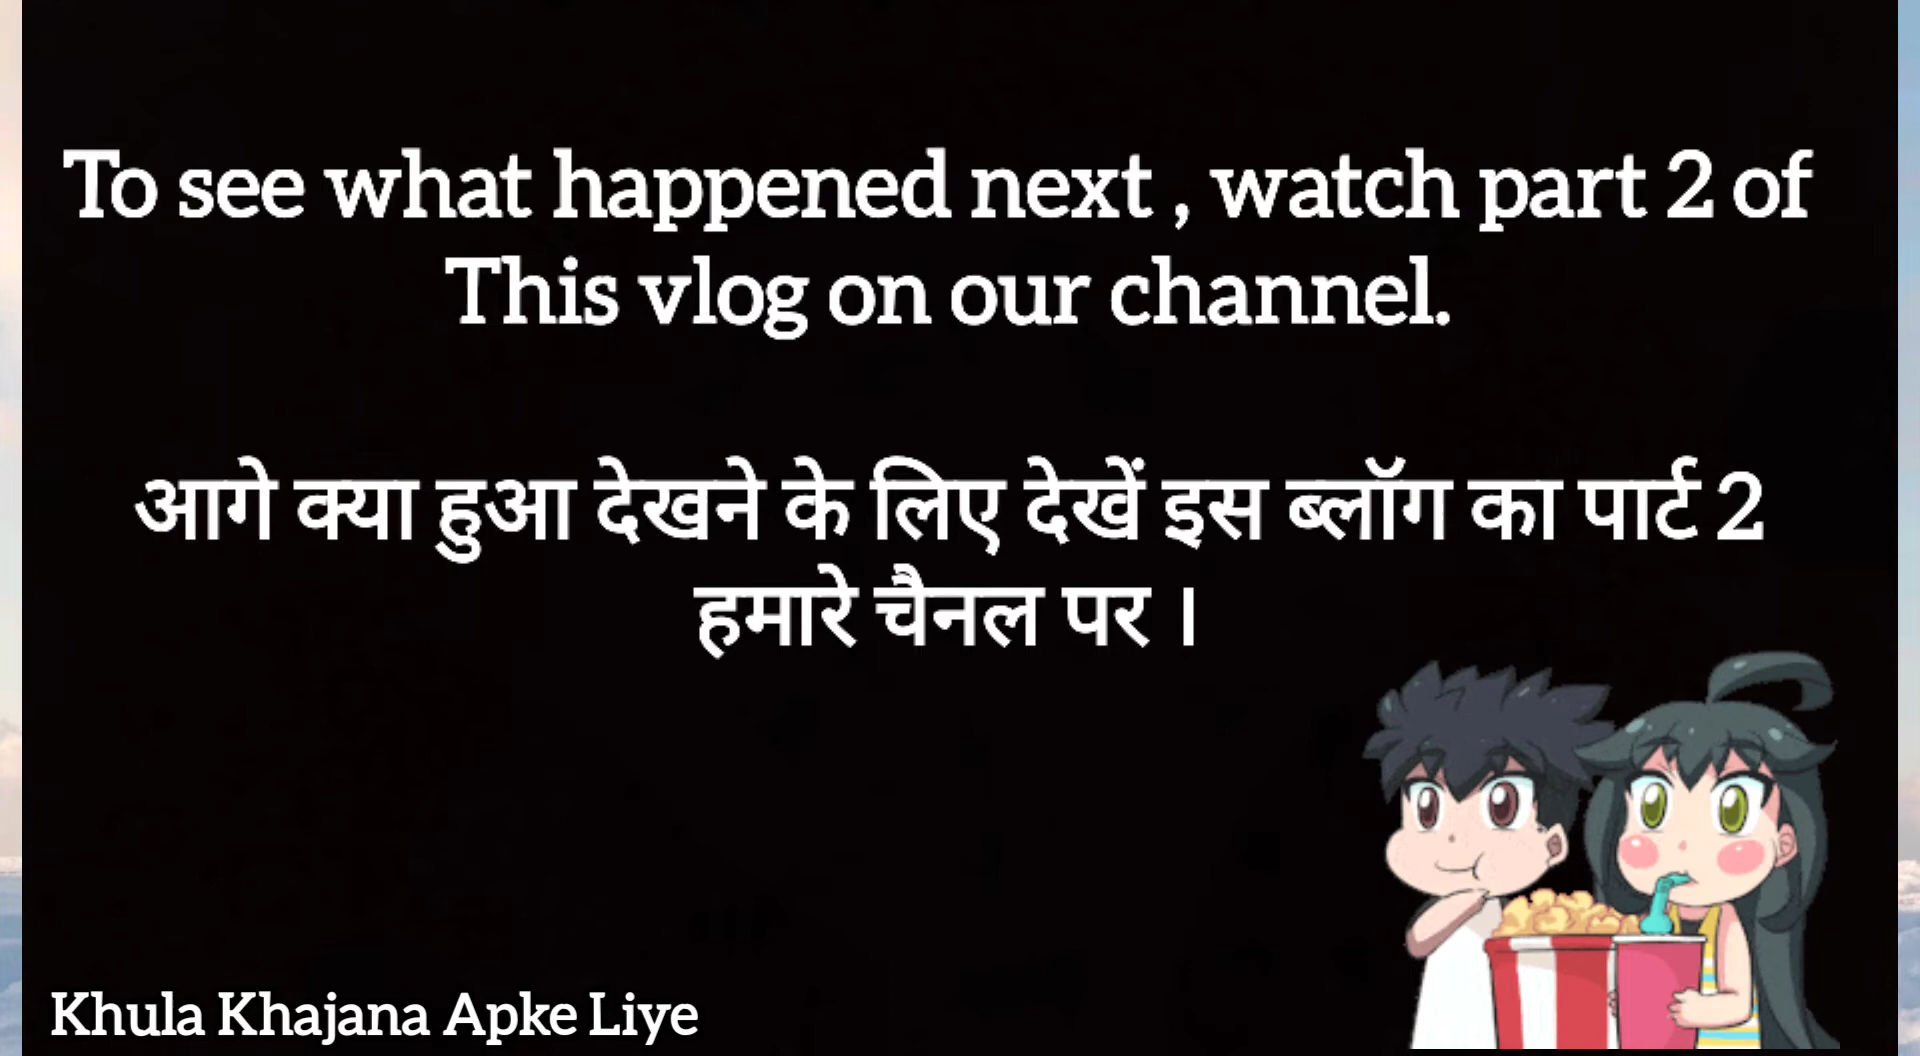 To see what happened next , watch part 2 of
This vlog on our channel.
आगे क्या हुआ देखने के लिए देखें इस ब्लॉग का पार्ट 2
हमारे चैनल पर ।
Khula Khajana Apke Liye